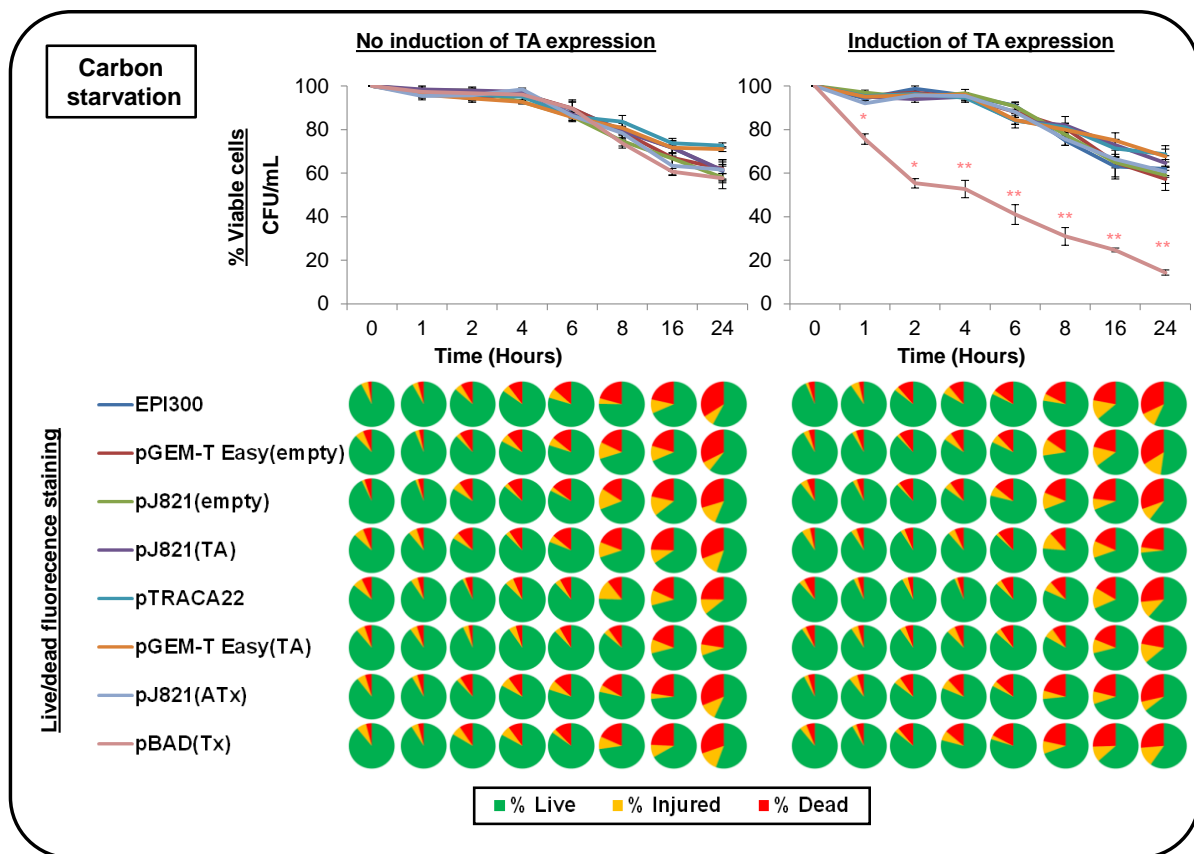 Carbon
starvation
No induction of TA expression
Induction of TA expression
% Viable cells
CFU/mL
100
80
60
40
20
0
0 1 2 4 6 8 16 24
Time (Hours)
100
80
60
40
20
0
*
*
**
**
**
**
**
0 1 2 4 6 8 16 24
Time (Hours)
Live/dead fluorecence staining
EPI300
pGEM-T Easy(empty)
pJ821(empty)
pJ821(TA)
pTRACA22
pGEM-T Easy(TA)
pJ821(ATx)
pBAD(Tx)
% Live % Injured % Dead